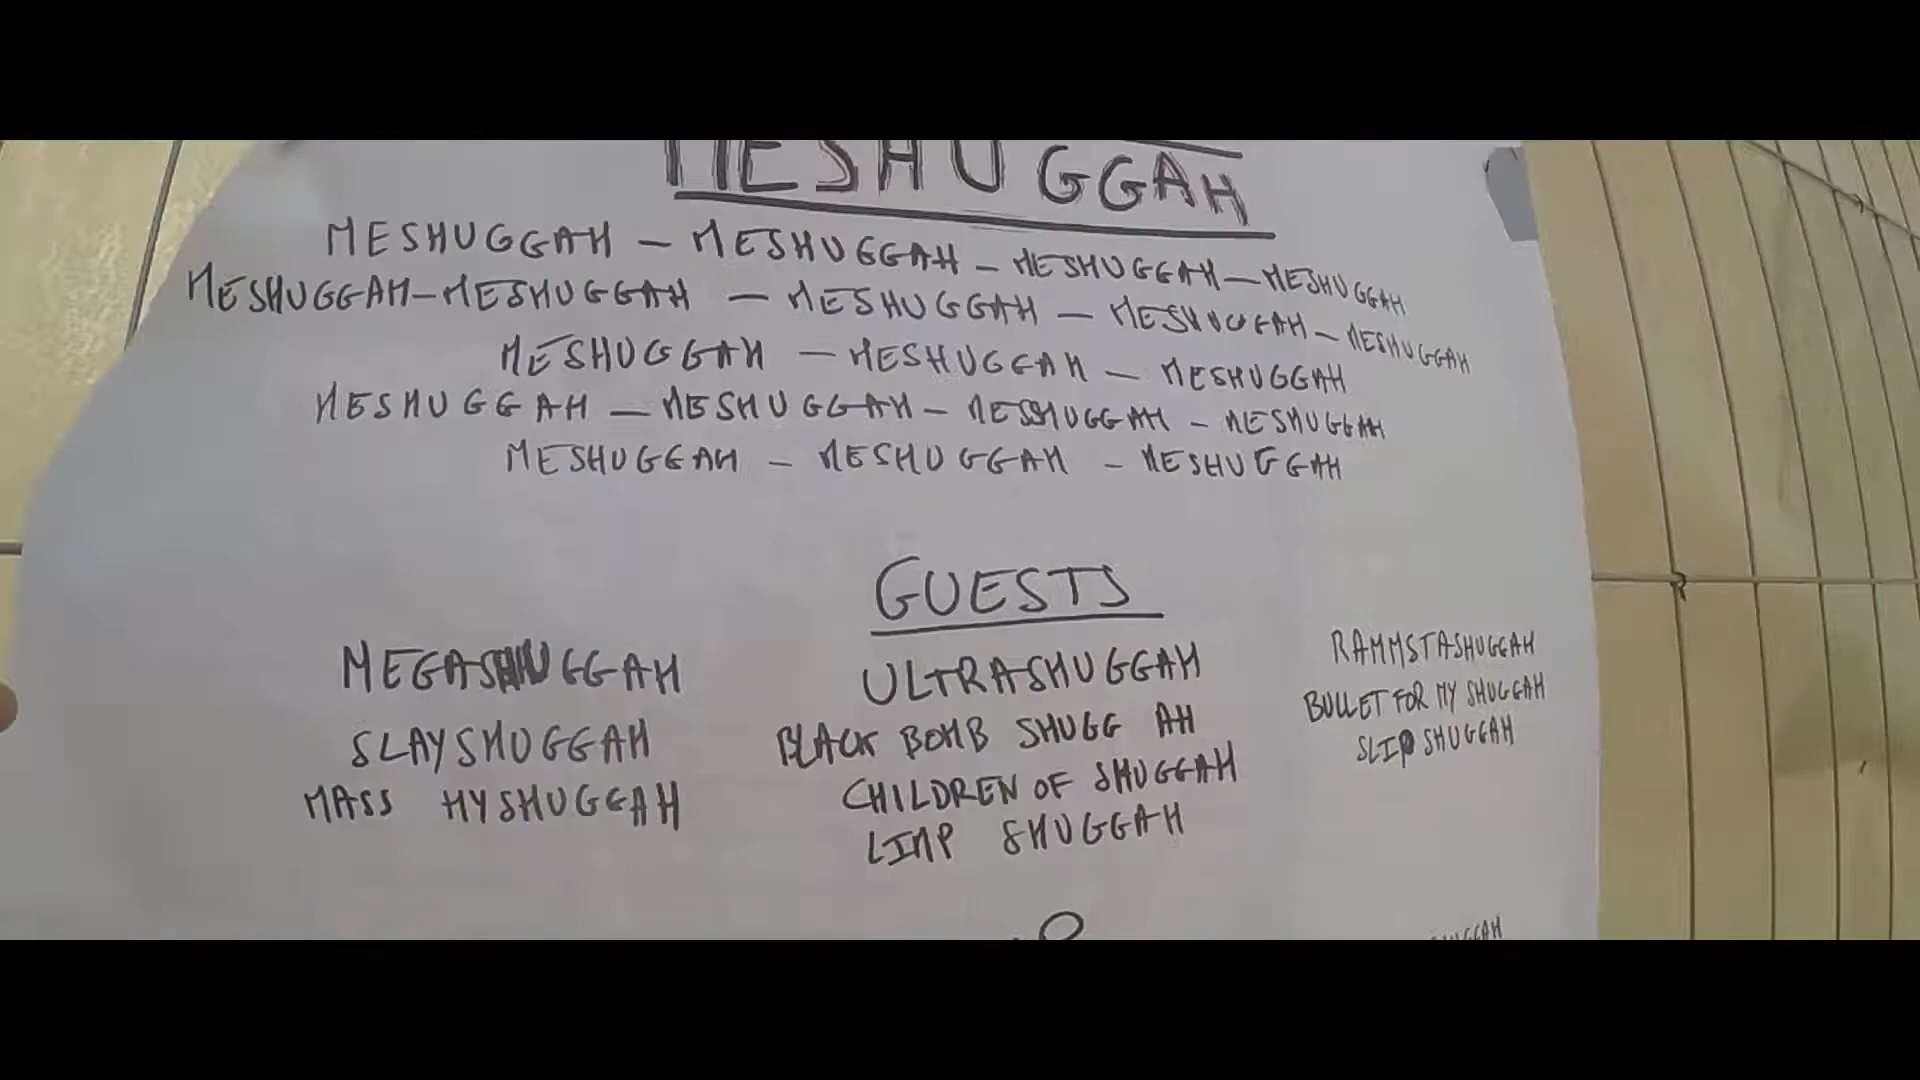 MESHUGGAH
MESHUGGAH - MESHUGGAH - MESHUGGAH - MESHUGGAH
MESHUGGAH - MESHUGGAH - MESHUGGAH - MESHUGGAH - MESHUGGAH
MESHUGGAH - MESHUGGAH - MESHUGGAH
MESHUGGAH - MESHUGGAH - MESSHUGGAH - MESHUGGAH
MESHUGGAH - MESHUGGAH - MESHUGGAH
GUESTS
MEGASHUGGAH
SLAYSHUGGAH
MASS HYSHUGGAH
ULTRASHUGGAH
BLACK BOMB SHUGG AH
CHILDREN OF SHUGGAH
LIMP SHUGGAH
RAMMSTASHUGGAH
BULLET FOR MY SHUGGAH
SLIP SHUGGAH